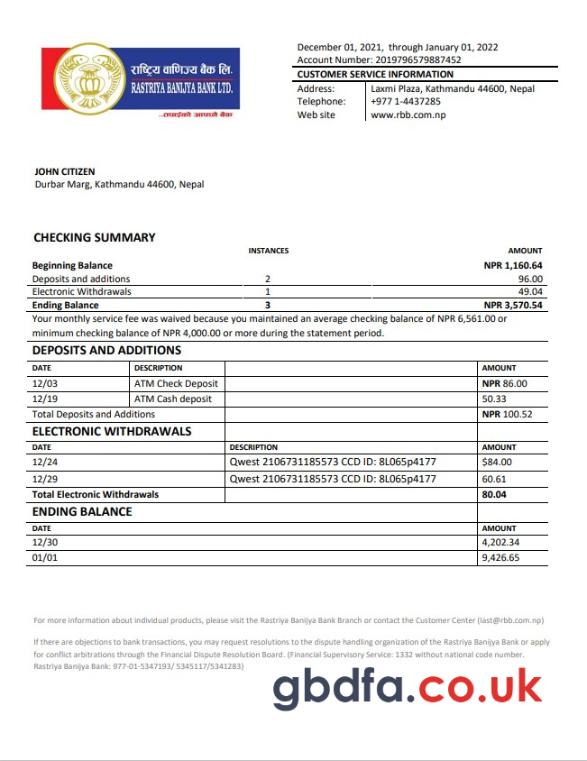 राष्ट्रिय वाणिज्य बैंक लि.
RASTRIYA BANIJYA BANK LTD.
...तपाईंको आफ्नै बैंक
December 01, 2021, through January 01, 2022
Account Number: 2019796579887452
CUSTOMER SERVICE INFORMATION
Address: Laxmi Plaza, Kathmandu 44600, Nepal
Telephone: +977 1-4437285
Web site www.rbb.com.np
JOHN CITIZEN
Durbar Marg, Kathmandu 44600, Nepal
CHECKING SUMMARY
INSTANCES AMOUNT
Beginning Balance NPR 1,160.64
Deposits and additions 2 96.00
Electronic Withdrawals 1 49.04
Ending Balance 3 NPR 3,570.54
Your monthly service fee was waived because you maintained an average checking balance of NPR 6,561.00 or
minimum checking balance of NPR 4,000.00 or more during the statement period.
DEPOSITS AND ADDITIONS
DATE DESCRIPTION AMOUNT
12/03 ATM Check Deposit NPR 86.00
12/19 ATM Cash deposit 50.33
Total Deposits and Additions NPR 100.52
ELECTRONIC WITHDRAWALS
DATE DESCRIPTION AMOUNT
12/24 Qwest 2106731185573 CCD ID: 8L065p4177 $84.00
12/29 Qwest 2106731185573 CCD ID: 8L065p4177 60.61
Total Electronic Withdrawals 80.04
ENDING BALANCE
DATE AMOUNT
12/30 4,202.34
01/01 9,426.65
For more information about individual products, please visit the Rastriya Banijya Bank Branch or contact the Customer Center (last@rbb.com.np)
If there are objections to bank transactions, you may request resolutions to the dispute handling organization of the Rastriya Banijya Bank or apply
for conflict arbitrations through the Financial Dispute Resolution Board. (Financial Supervisory Service: 1332 without national code number.
Rastriya Banijya Bank: 977-01-5347193/ 5345117/5341283)
gbdfa.co.uk